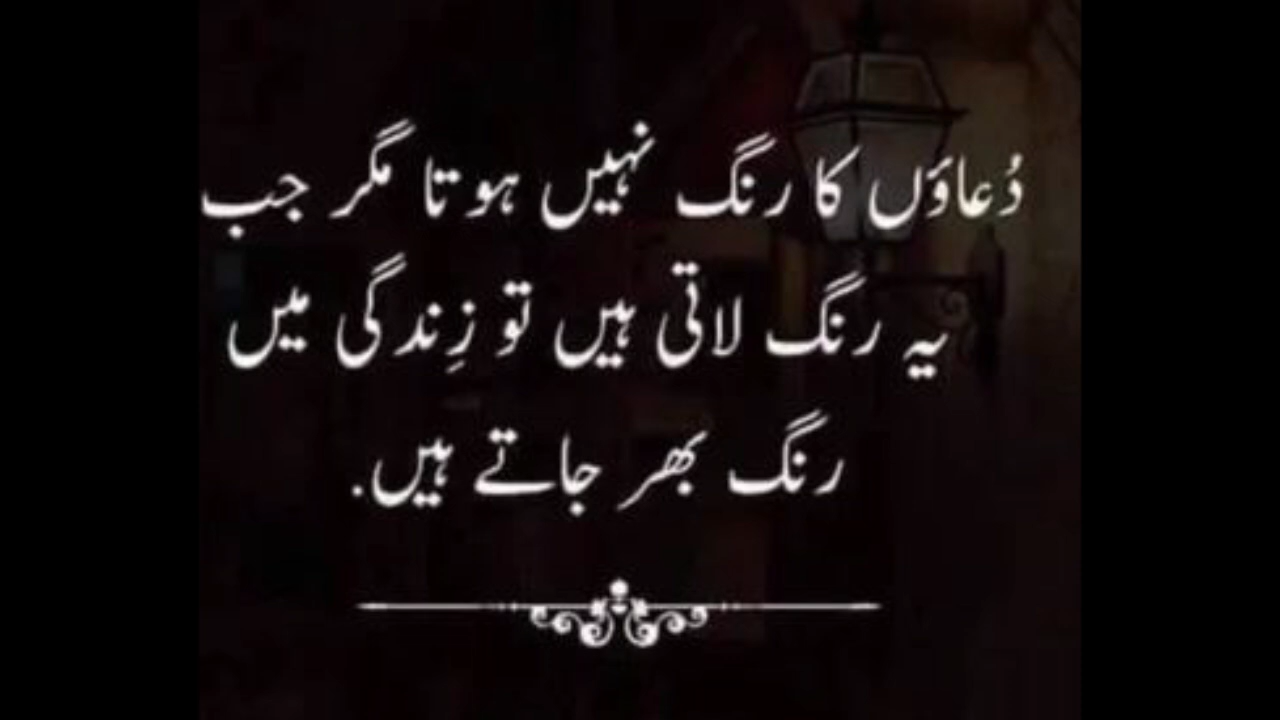 دُعاؤں کا رنگ نہیں ہوتا مگر جب
یہ رنگ لاتی ہیں تو زِندگی میں
رنگ بھر جاتے ہیں.